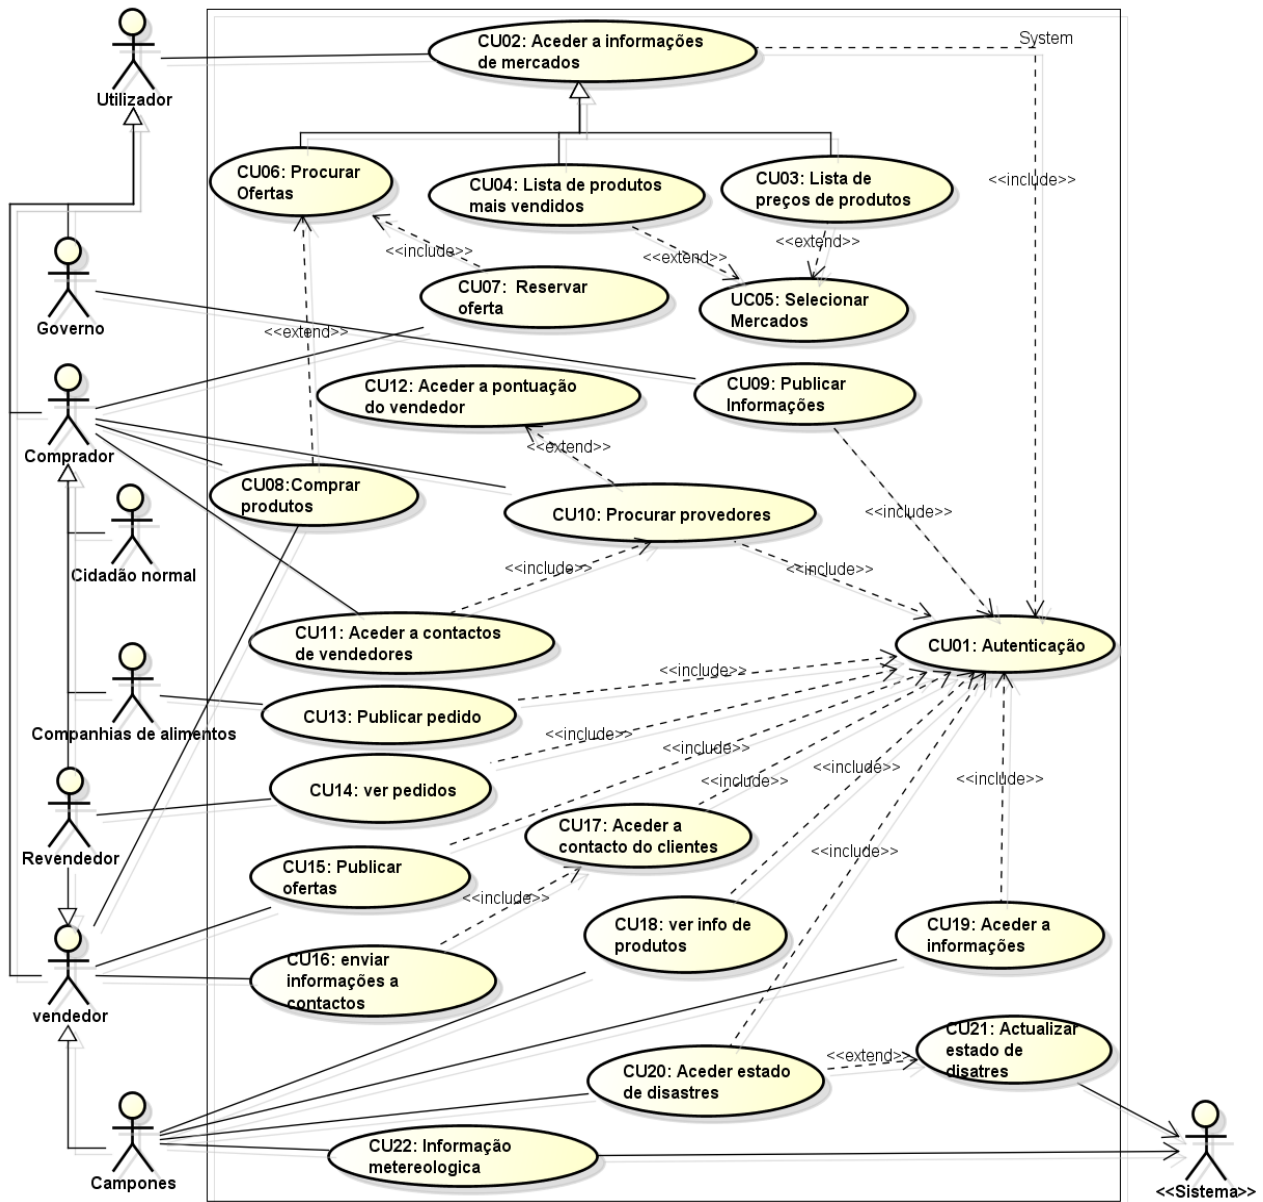 CU02: Aceder a informações
de mercados
System
Utilizador
CU06: Procurar
Ofertas
CU04: Lista de produtos
mais vendidos
CU03: Lista de
preços de produtos
<<include>>
<<include>>
<<extend>>
<<extend>>
CU07:  Reservar
oferta
UC05: Selecionar
Mercados
Governo
<<extend>>
CU12: Aceder a pontuação
do vendedor
CU09: Publicar
Informações
Comprador
<<extend>>
CU08:Comprar
produtos
CU10: Procurar provedores
<<include>>
Cidadão normal
<<include>>
<<include>>
CU11: Aceder a contactos
de vendedores
CU01: Autenticação
<<include>>
CU13: Publicar pedido
Companhias de alimentos
<<include>>
<<include>>
<<include>>
<<include>>
<<include>>
CU14: ver pedidos
Revendedor
CU17: Aceder a
contacto do clientes
<<include>>
CU15: Publicar
ofertas
<<include>>
CU18: ver info de
produtos
CU19: Aceder a
informações
CU16: enviar
informações a
contactos
vendedor
CU21: Actualizar
estado de
disatres
<<extend>>
CU20: Aceder estado
de disastres
CU22: Informação
metereologica
Campones
<<Sistema>>